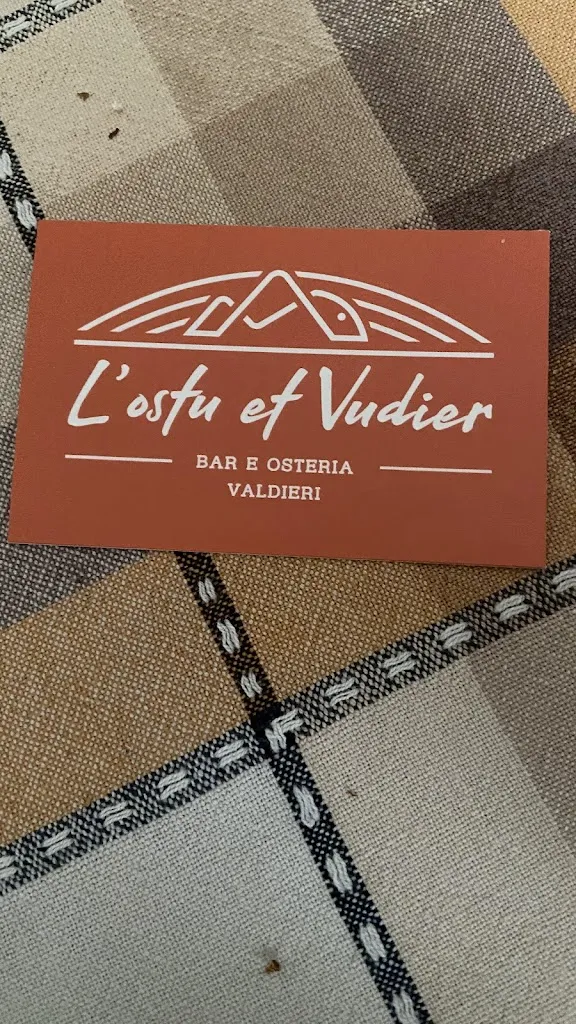 L'ostu et Vudier
BAR E OSTERIA
VALDIERI